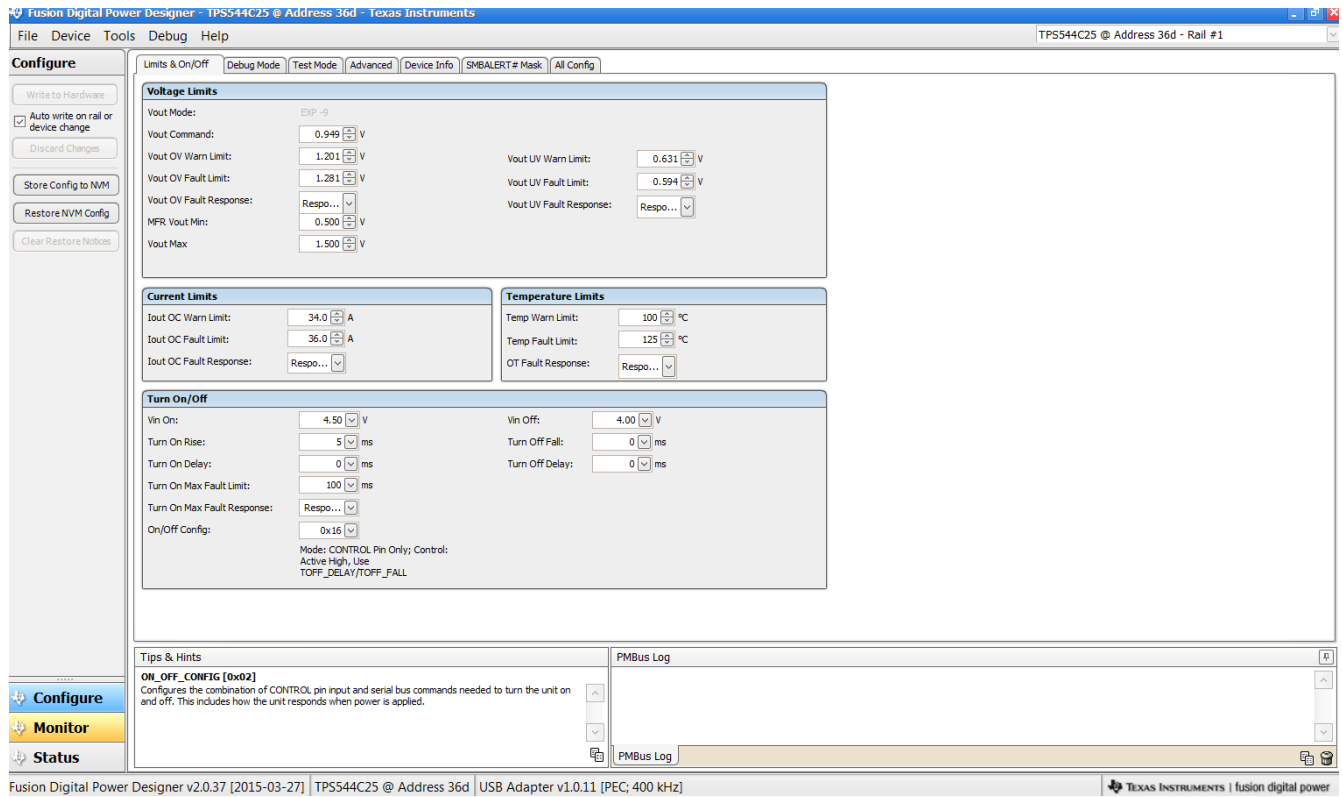 Fusion Digital Power Designer - TPS544C25 @ Address 36d - Texas Instruments
File Device Tools Debug Help
TPS544C25 @ Address 36d - Rail #1
Configure
Write to Hardware
Auto write on rail or
device change
Discard Changes
Store Config to NVM
Restore NVM Config
Clear Restore Notices
Limits & On/Off Debug Mode Test Mode Advanced Device Info SMBALERT# Mask All Config
Voltage Limits
Vout Mode: EXP -9
Vout Command: 0.949 V
Vout OV Warn Limit: 1.201 V
Vout UV Warn Limit: 0.631 V
Vout OV Fault Limit: 1.281 V
Vout UV Fault Limit: 0.594 V
Vout OV Fault Response: Respo...
Vout UV Fault Response: Respo...
MFR Vout Min: 0.500 V
Vout Max 1.500 V
Current Limits
Iout OC Warn Limit: 34.0 A
Iout OC Fault Limit: 36.0 A
Iout OC Fault Response: Respo...
Temperature Limits
Temp Warn Limit: 100 ºC
Temp Fault Limit: 125 ºC
OT Fault Response: Respo...
Turn On/Off
Vin On: 4.50 V
Vin Off: 4.00 V
Turn On Rise: 5 ms
Turn Off Fall: 0 ms
Turn On Delay: 0 ms
Turn Off Delay: 0 ms
Turn On Max Fault Limit: 100 ms
Turn On Max Fault Response: Respo...
On/Off Config: 0x16
Mode: CONTROL Pin Only; Control:
Active High, Use
TOFF_DELAY/TOFF_FALL
Tips & Hints
ON_OFF_CONFIG [0x02]
Configures the combination of CONTROL pin input and serial bus commands needed to turn the unit on
and off. This includes how the unit responds when power is applied.
PMBus Log
PMBus Log
Configure
Monitor
Status
Fusion Digital Power Designer v2.0.37 [2015-03-27] TPS544C25 @ Address 36d USB Adapter v1.0.11 [PEC; 400 kHz]
TEXAS INSTRUMENTS | fusion digital power